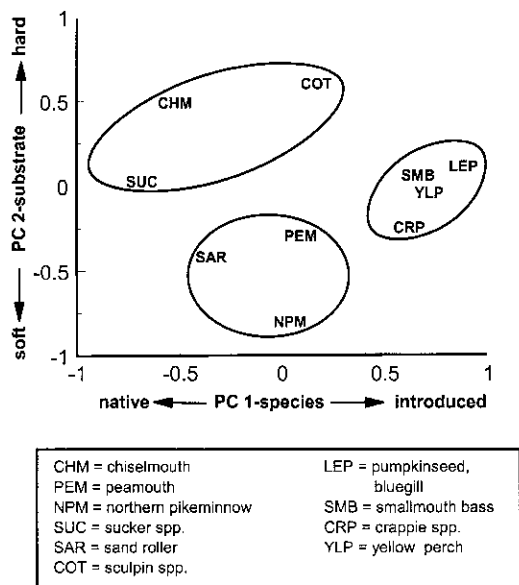 1
0.5
0
-0.5
-1
soft PC 2-substrate hard
CHM
COT
SUC
SMB
LEP
YLP
CRP
SAR
PEM
NPM
-1 -0.5 0 0.5 1
native PC 1-species introduced
CHM = chiselmouth
PEM = peamouth
NPM = northern pikeminnow
SUC = sucker spp.
SAR = sand roller
COT = sculpin spp.
LEP = pumpkinseed,
bluegill
SMB = smallmouth bass
CRP = crappie spp.
YLP = yellow perch